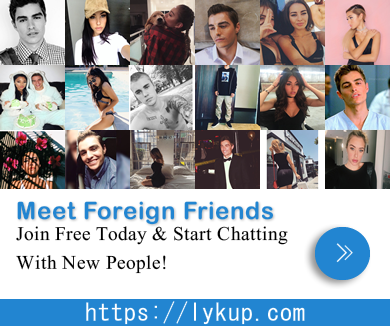 Meet Foreign Friends
Join Free Today & Start Chatting
With New People!
https://lykup.com